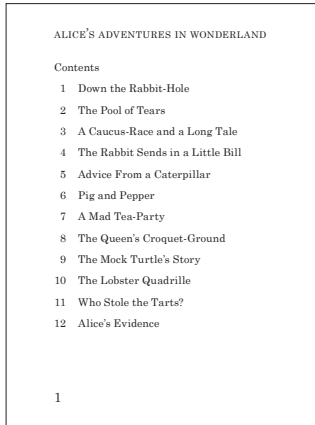 ALICE'S ADVENTURES IN WONDERLAND
Contents
1 Down the Rabbit-Hole
2 The Pool of Tears
3 A Caucus-Race and a Long Tale
4 The Rabbit Sends in a Little Bill
5 Advice From a Caterpillar
6 Pig and Pepper
7 A Mad Tea-Party
8 The Queen's Croquet-Ground
9 The Mock Turtle's Story
10 The Lobster Quadrille
11 Who Stole the Tarts?
12 Alice's Evidence
1